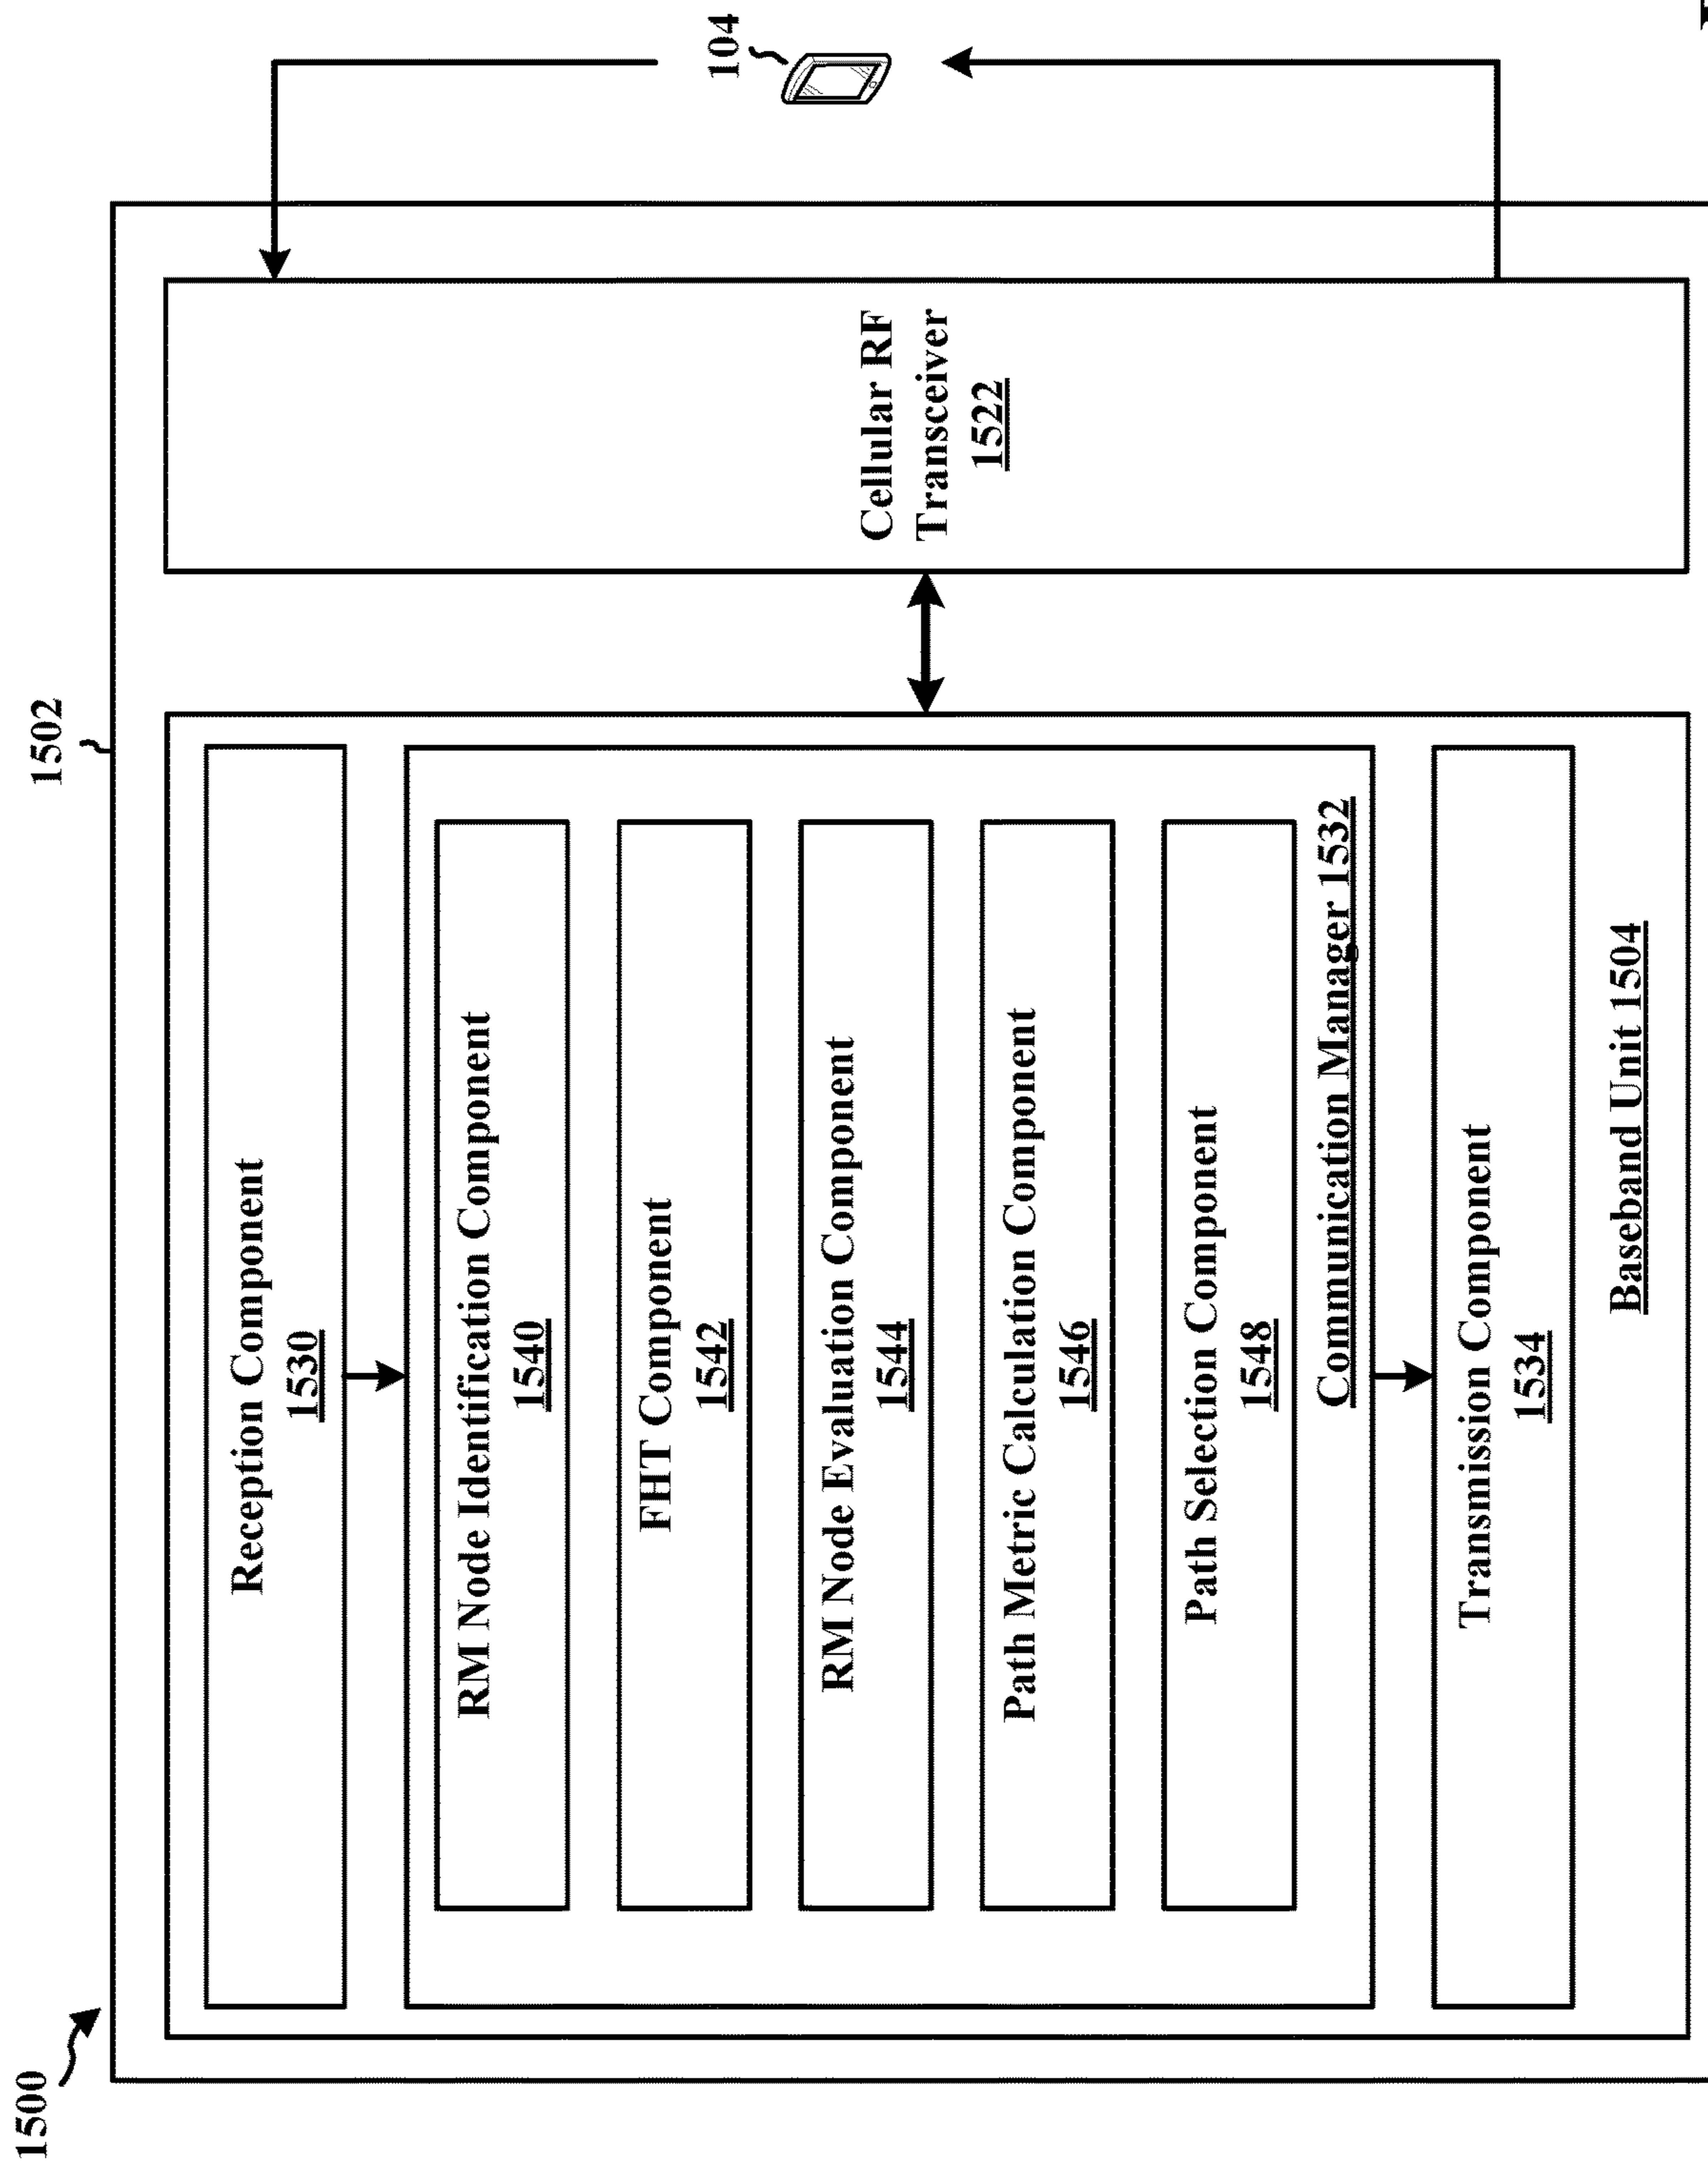 1500
1502
Reception Component
1530
RM Node Identification Component
1540
FHT Component
1542
RM Node Evaluation Component
1544
Path Metric Calculation Component
1546
Path Selection Component
1548
Communication Manager 1532
Transmission Component
1534
Baseband Unit 1504
Cellular RF
Transceiver
1522
104